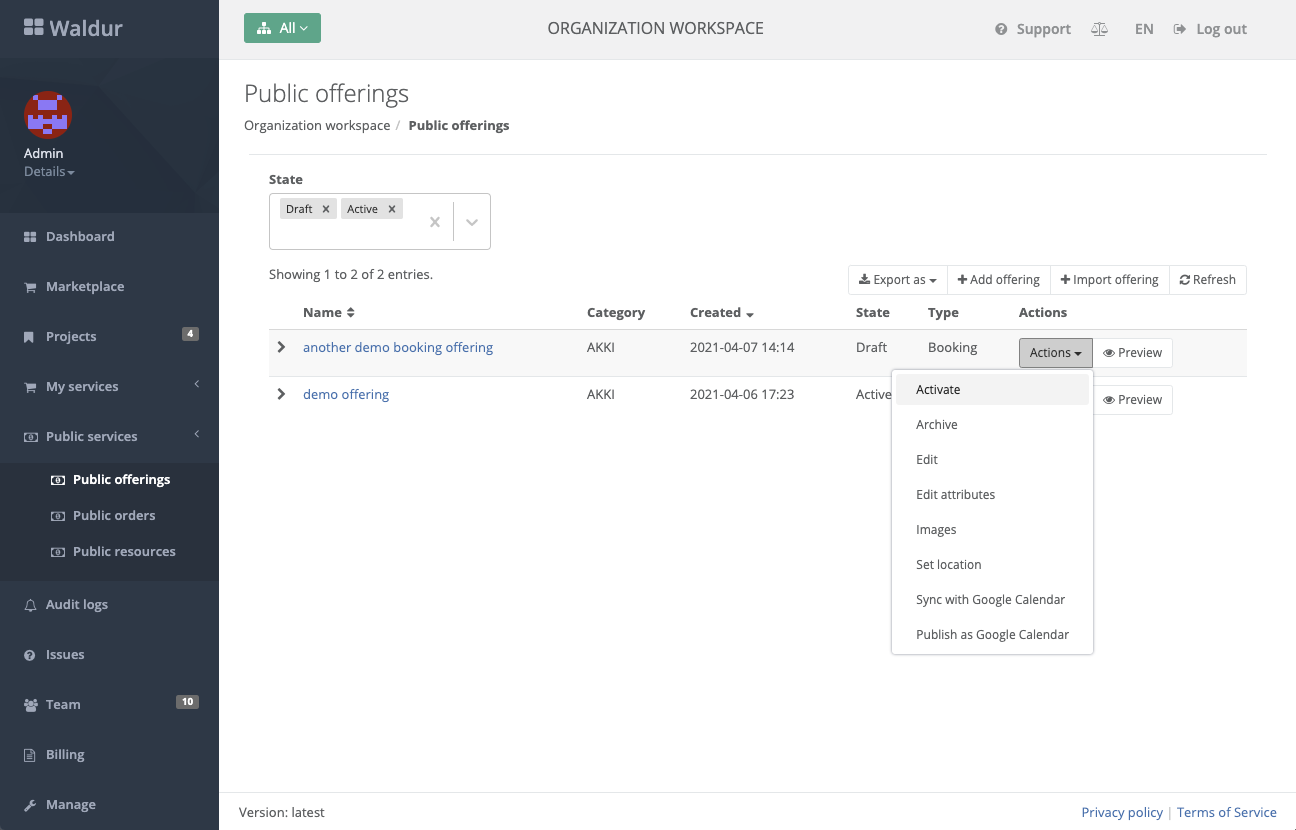 Waldur
All
ORGANIZATION WORKSPACE
Support
EN
Log out
Admin
Details
Dashboard
Marketplace
Projects 4
My services
Public services
Public offerings
Public orders
Public resources
Audit logs
Issues
Team 10
Billing
Manage
Public offerings
Organization workspace / Public offerings
State
Draft x Active x
Showing 1 to 2 of 2 entries.
Export as
Add offering
Import offering
Refresh
Name Category Created State Type Actions
another demo booking offering AKKI 2021-04-07 14:14 Draft Booking Actions Preview
demo offering AKKI 2021-04-06 17:23 Active Preview
Activate
Archive
Edit
Edit attributes
Images
Set location
Sync with Google Calendar
Publish as Google Calendar
Version: latest
Privacy policy | Terms of Service